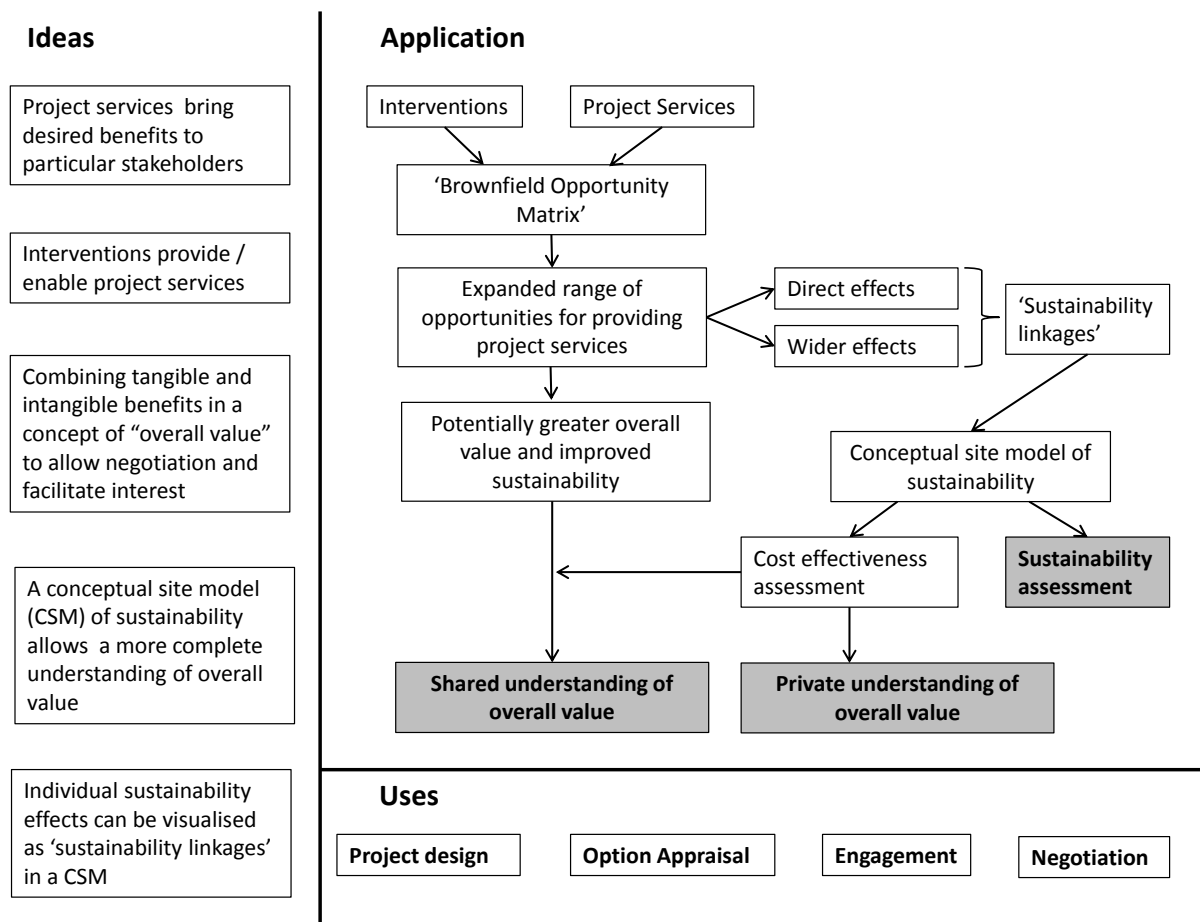 Ideas
Project services bring
desired benefits to
particular stakeholders
Interventions provide /
enable project services
Combining tangible and
intangible benefits in a
concept of “overall value”
to allow negotiation and
facilitate interest
A conceptual site model
(CSM) of sustainability
allows a more complete
understanding of overall
value
Individual sustainability
effects can be visualised
as ‘sustainability linkages’
in a CSM
Application
Interventions
Project Services
‘Brownfield Opportunity
Matrix’
Expanded range of
opportunities for providing
project services
Direct effects
Wider effects
‘Sustainability
linkages’
Potentially greater overall
value and improved
sustainability
Conceptual site model of
sustainability
Cost effectiveness
assessment
Sustainability
assessment
Shared understanding of
overall value
Private understanding of
overall value
Uses
Project design
Option Appraisal
Engagement
Negotiation